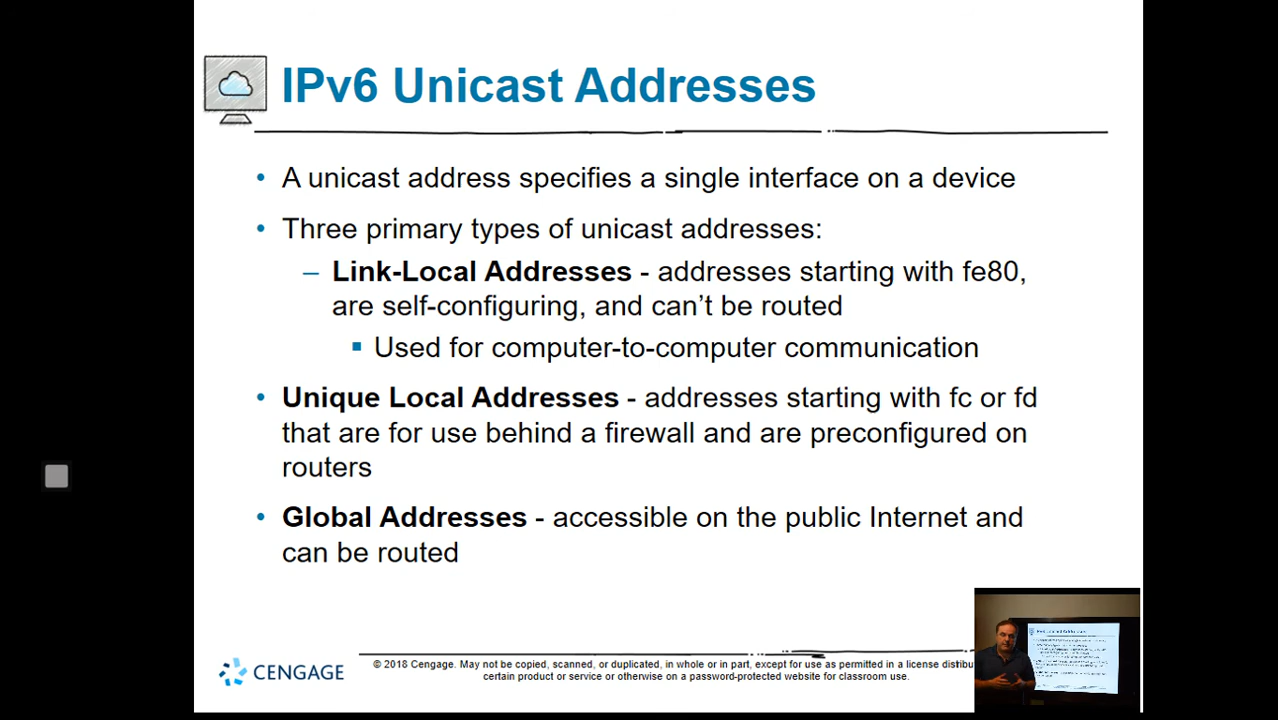 IPv6 Unicast Addresses
• A unicast address specifies a single interface on a device
• Three primary types of unicast addresses:
– Link-Local Addresses - addresses starting with fe80,
are self-configuring, and can’t be routed
▪ Used for computer-to-computer communication
• Unique Local Addresses - addresses starting with fc or fd
that are for use behind a firewall and are preconfigured on
routers
• Global Addresses - accessible on the public Internet and
can be routed
CENGAGE
© 2018 Cengage. May not be copied, scanned, or duplicated, in whole or in part, except for use as permitted in a license
certain product or service or otherwise on a password-protected website for classroom use.